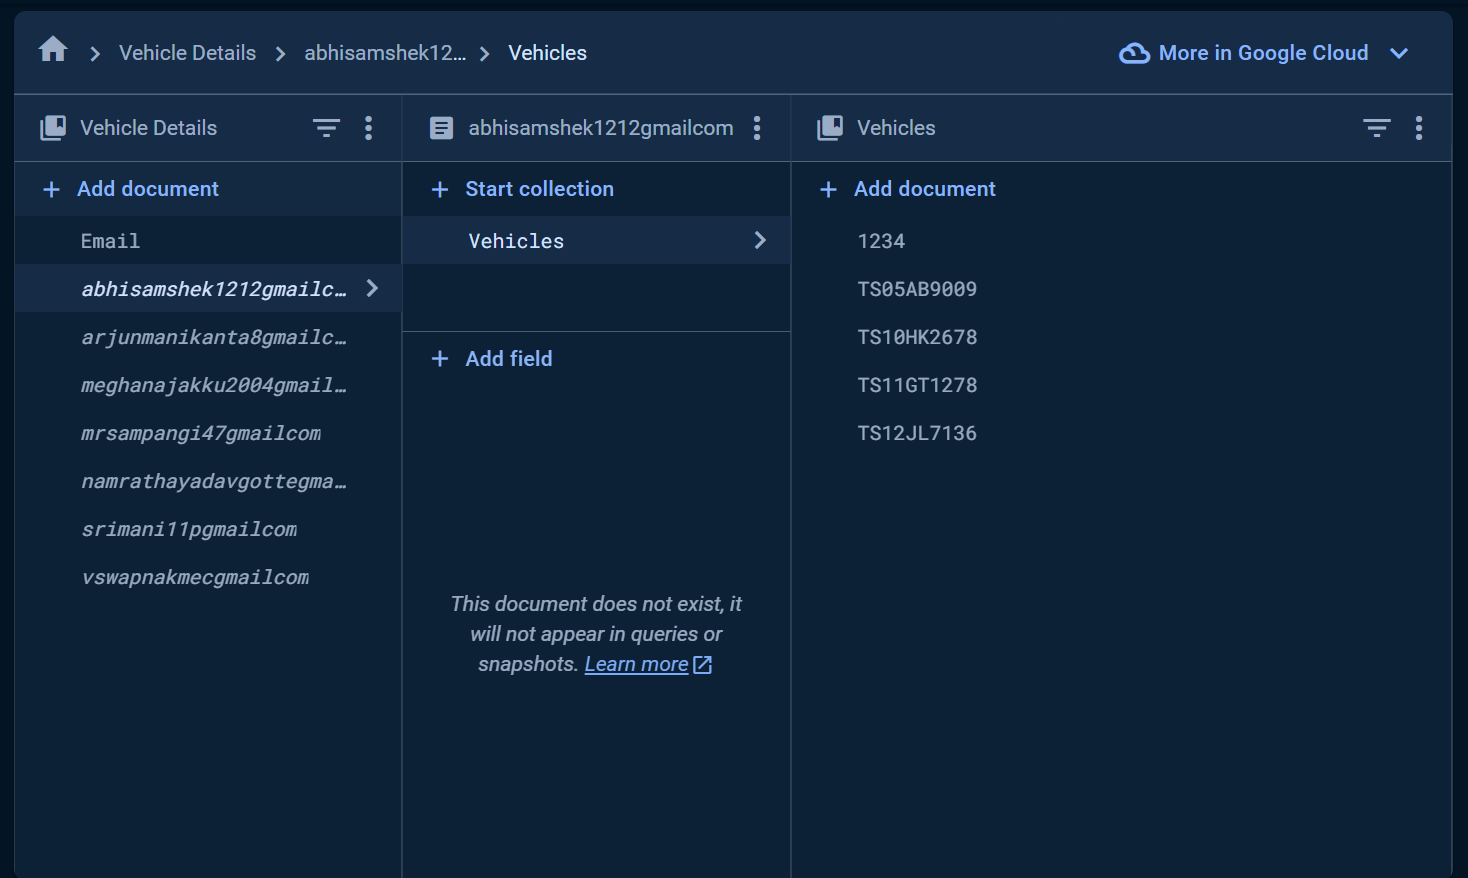 Vehicle Details
abhisamshek12...
Vehicles
More in Google Cloud
Vehicle Details
Add document
Email
abhisamshek1212gmailc...
arjunmanikanta8gmailc...
meghanajakku2004gmail...
mrsampangi47gmailcom
namrathayadavgottegma...
srimani11pgmailcom
vswapnakmecgmailcom
abhisamshek1212gmailcom
Start collection
Vehicles
Add field
This document does not exist, it
will not appear in queries or
snapshots. Learn more
Vehicles
Add document
1234
TS05AB9009
TS10HK2678
TS11GT1278
TS12JL7136